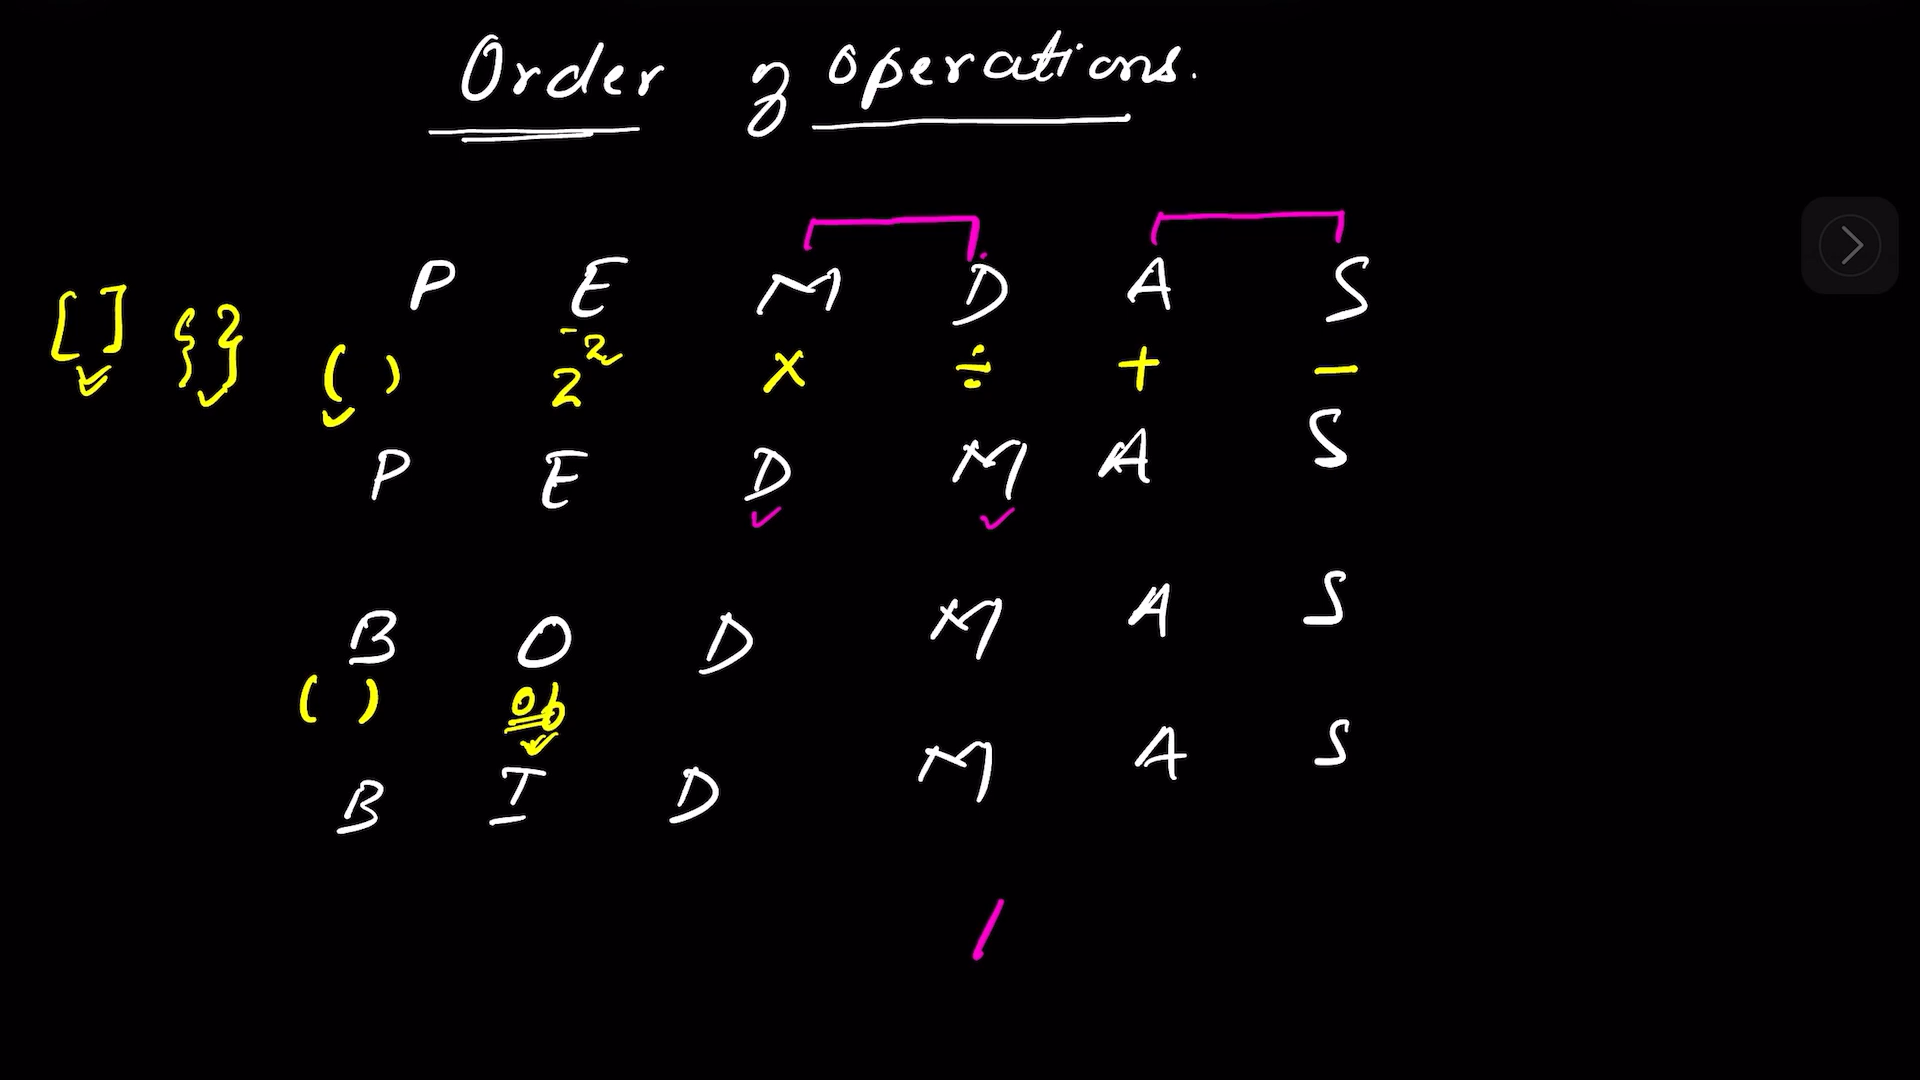 Order of operations.
P E M D A S
[ ] { } ( ) 2⁻² × ÷ + −
P E D M A S
B O D M A S
( ) of
B I D M A S